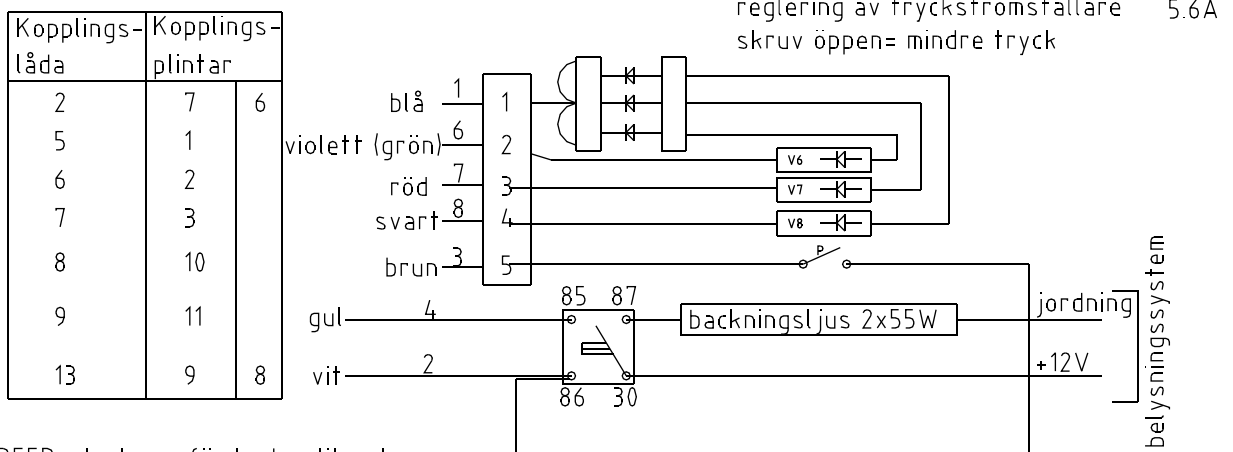 reglering av tryckströmställare 5.6A
skruv öppen= mindre tryck
Kopplings- Kopplings-
låda plintar
2 7 6
5 1
6 2
7 3
8 10
9 11
13 9 8
blå 1 1
violett (grön) 6 2
röd 7 3
svart 8 4
brun 3 5
V6
V7
V8
P
gul 4 85 87 backningsljus 2x55W jordning
vit 2 86 30 +12V
belysningssystem